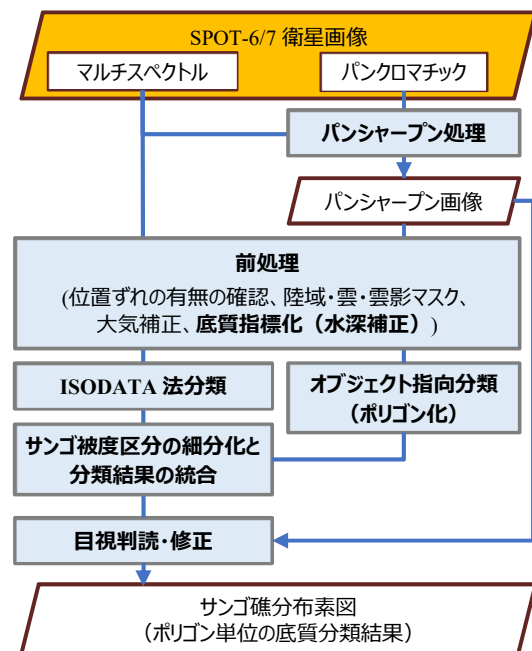 SPOT-6/7 衛星画像
マルチスペクトル
パンクロマチック
パンシャープン処理
パンシャープン画像
前処理
(位置ずれの有無の確認、陸域・雲・雲影マスク、
大気補正、底質指標化（水深補正）)
ISODATA 法分類
オブジェクト指向分類
（ポリゴン化）
サンゴ被度区分の細分化と
分類結果の統合
目視判読・修正
サンゴ礁分布素図
（ポリゴン単位の底質分類結果）